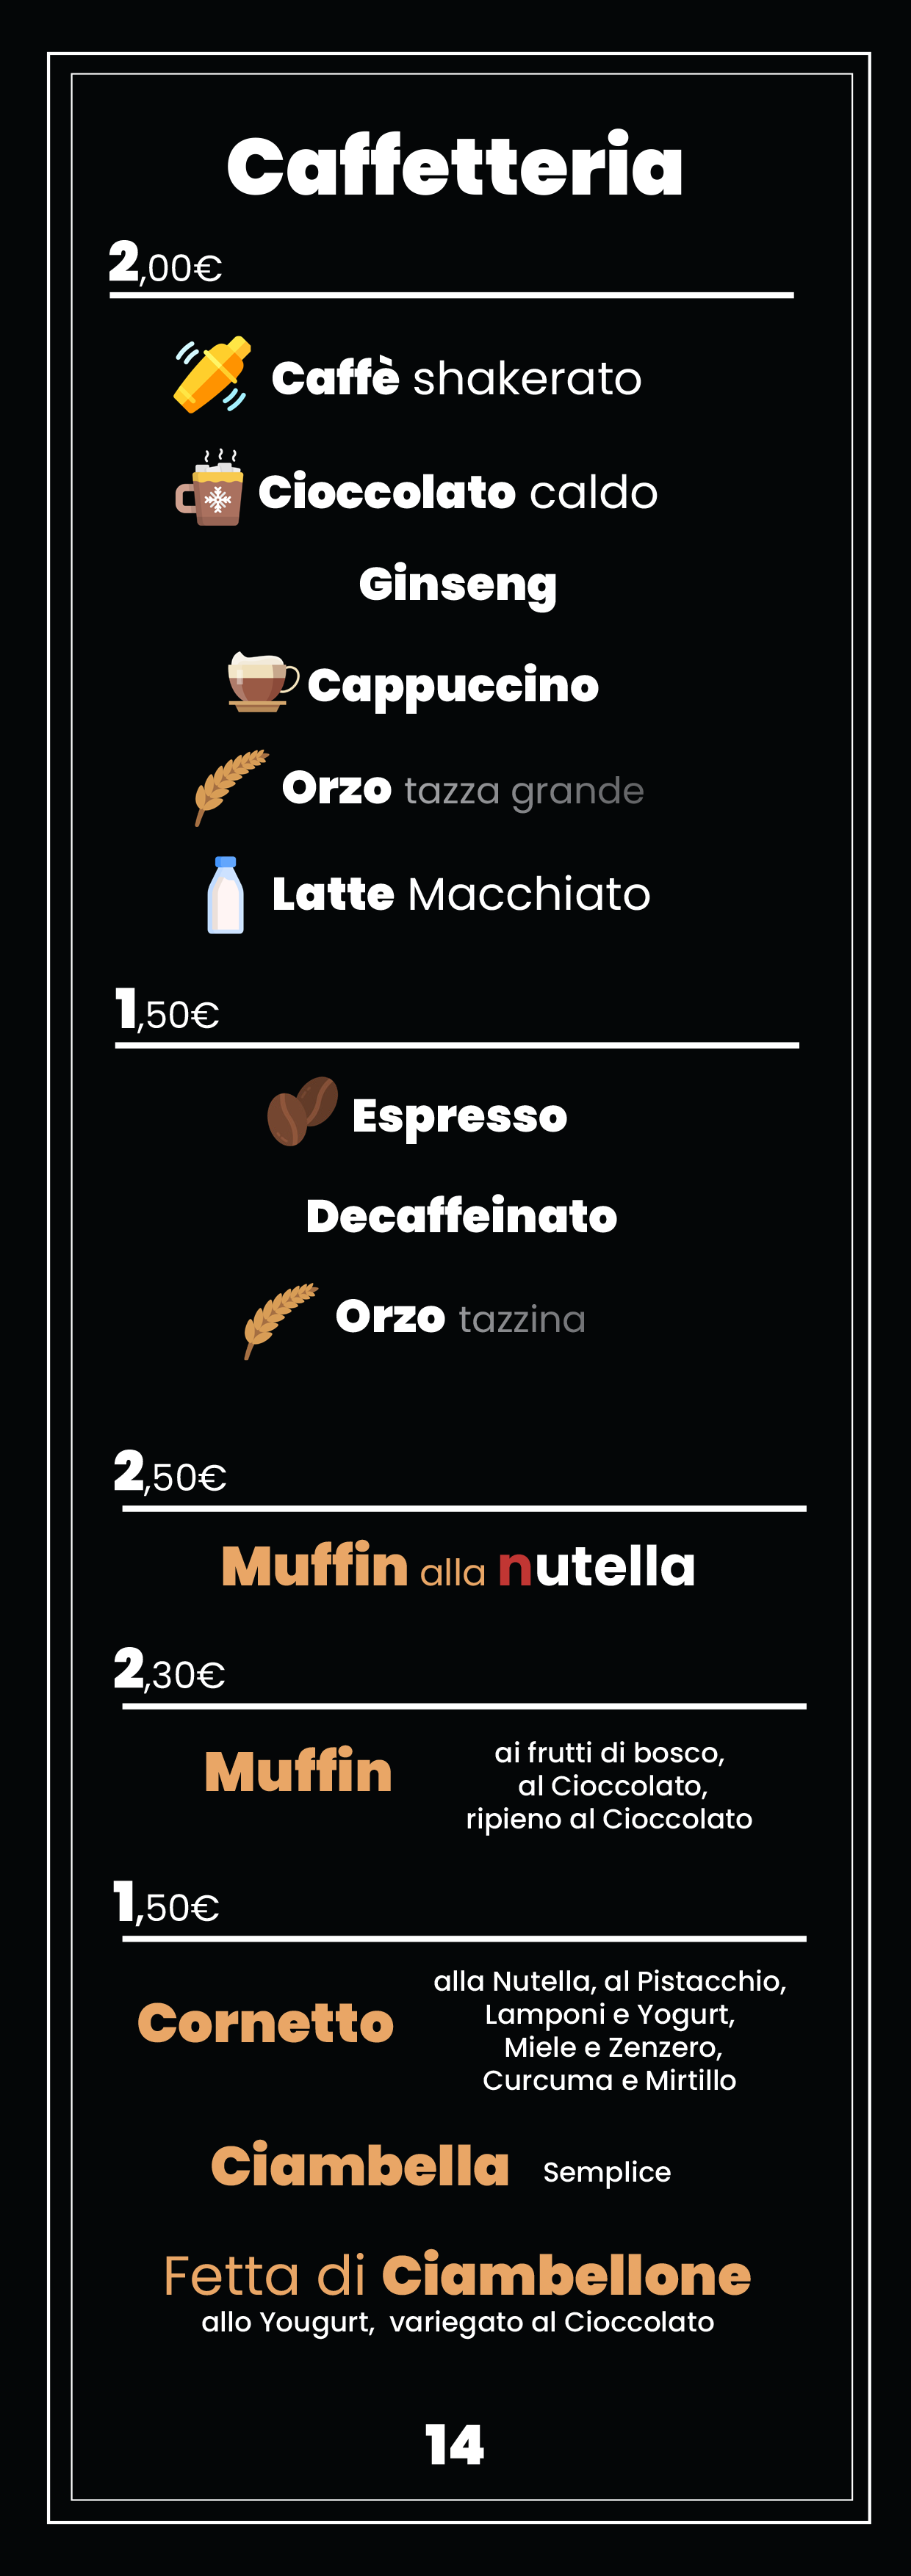 Caffetteria
2,00€
Caffè shakerato
Cioccolato caldo
Ginseng
Cappuccino
Orzo tazza grande
Latte Macchiato
1,50€
Espresso
Decaffeinato
Orzo tazzina
2,50€
Muffin alla nutella
2,30€
Muffin
ai frutti di bosco,
al Cioccolato,
ripieno al Cioccolato
1,50€
Cornetto
alla Nutella, al Pistacchio,
Lamponi e Yogurt,
Miele e Zenzero,
Curcuma e Mirtillo
Ciambella Semplice
Fetta di Ciambellone
allo Yougurt, variegato al Cioccolato
14